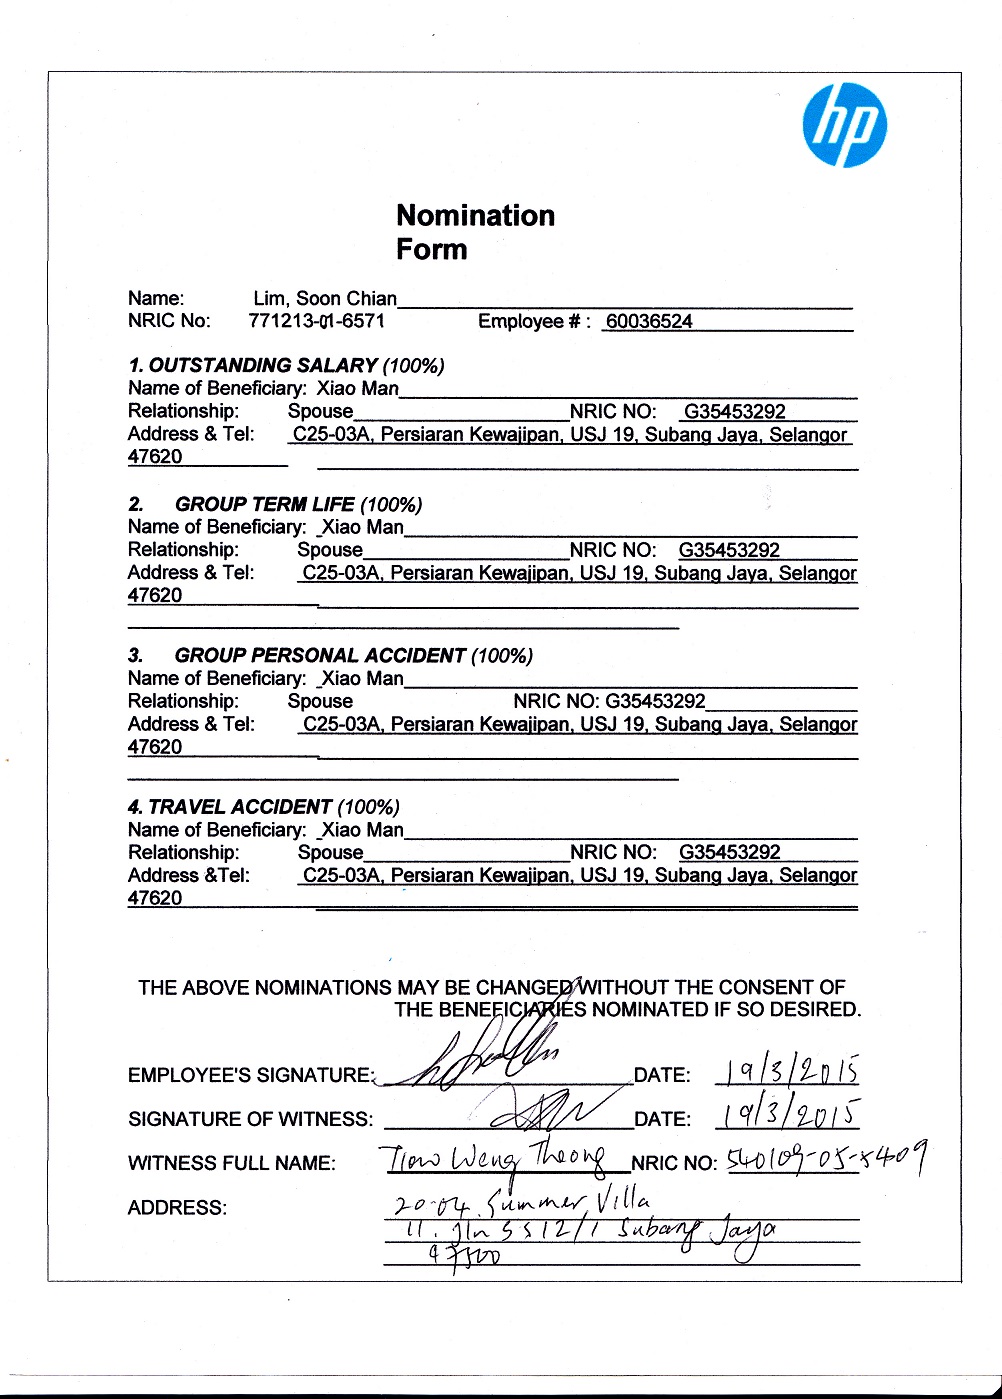 hp
Nomination
Form
Name: Lim, Soon Chian
NRIC No: 771213-01-6571 Employee # : 60036524
1. OUTSTANDING SALARY (100%)
Name of Beneficiary: Xiao Man
Relationship: Spouse NRIC NO: G35453292
Address & Tel: C25-03A, Persiaran Kewajipan, USJ 19, Subang Jaya, Selangor
47620
2. GROUP TERM LIFE (100%)
Name of Beneficiary: Xiao Man
Relationship: Spouse NRIC NO: G35453292
Address & Tel: C25-03A, Persiaran Kewajipan, USJ 19, Subang Jaya, Selangor
47620
3. GROUP PERSONAL ACCIDENT (100%)
Name of Beneficiary: Xiao Man
Relationship: Spouse NRIC NO: G35453292
Address & Tel: C25-03A, Persiaran Kewajipan, USJ 19, Subang Jaya, Selangor
47620
4. TRAVEL ACCIDENT (100%)
Name of Beneficiary: Xiao Man
Relationship: Spouse NRIC NO: G35453292
Address &Tel: C25-03A, Persiaran Kewajipan, USJ 19, Subang Jaya, Selangor
47620
THE ABOVE NOMINATIONS MAY BE CHANGED WITHOUT THE CONSENT OF
THE BENEFICIARIES NOMINATED IF SO DESIRED.
EMPLOYEE'S SIGNATURE: DATE: 19/3/2015
SIGNATURE OF WITNESS: DATE: 19/3/2015
WITNESS FULL NAME: Tiow Weng Theong NRIC NO: 540109-05-5409
ADDRESS: 20-04 Summer Villa
11. Jln SS12/1 Subang Jaya
47500